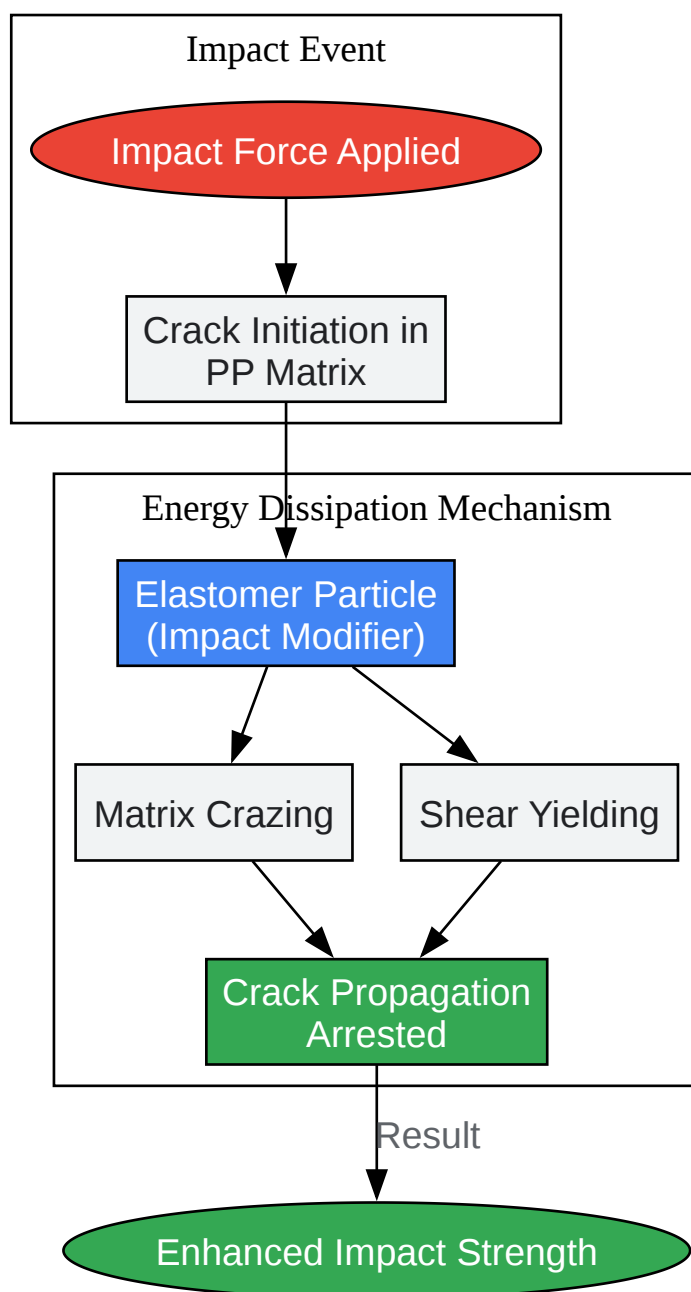 Impact Event
Impact Force Applied
Crack Initiation in
PP Matrix
Energy Dissipation Mechanism
Elastomer Particle
(Impact Modifier)
Matrix Crazing
Shear Yielding
Crack Propagation
Arrested
Result
Enhanced Impact Strength